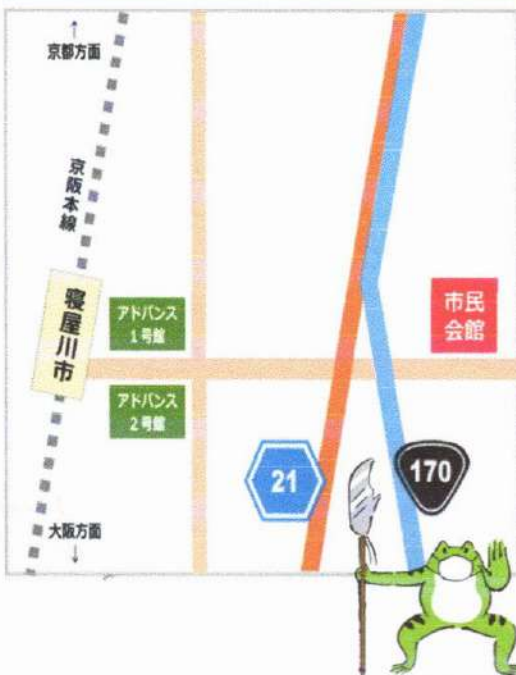 ↑
京都方面
京阪本線
寝屋川市
アドバンス
1号館
アドバンス
2号館
市民
会館
21
170
大阪方面
↓